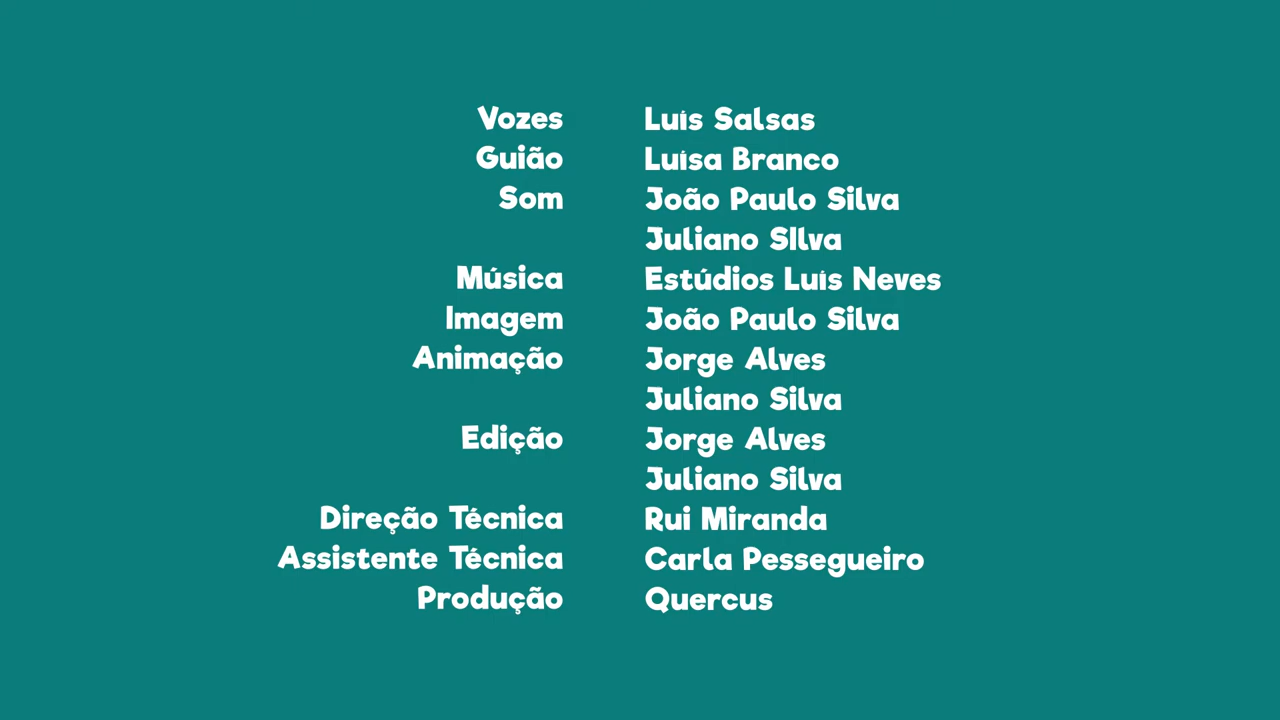 Vozes Luís Salsas
Guião Luísa Branco
Som João Paulo Silva
Juliano SIlva
Música Estúdios Luís Neves
Imagem João Paulo Silva
Animação Jorge Alves
Juliano Silva
Edição Jorge Alves
Juliano Silva
Direção Técnica Rui Miranda
Assistente Técnica Carla Pessegueiro
Produção Quercus